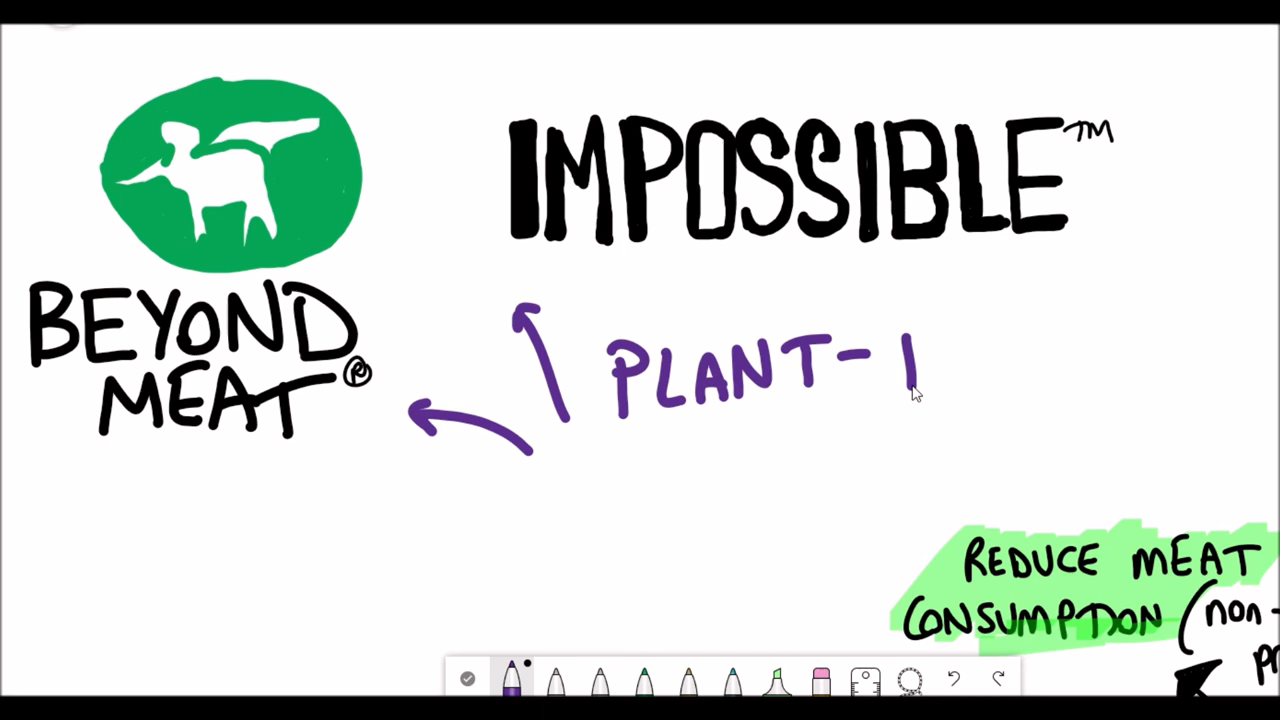 IMPOSSIBLE™
BEYOND
MEAT®
PLANT-
REDUCE MEAT
CONSUMPTION (non-